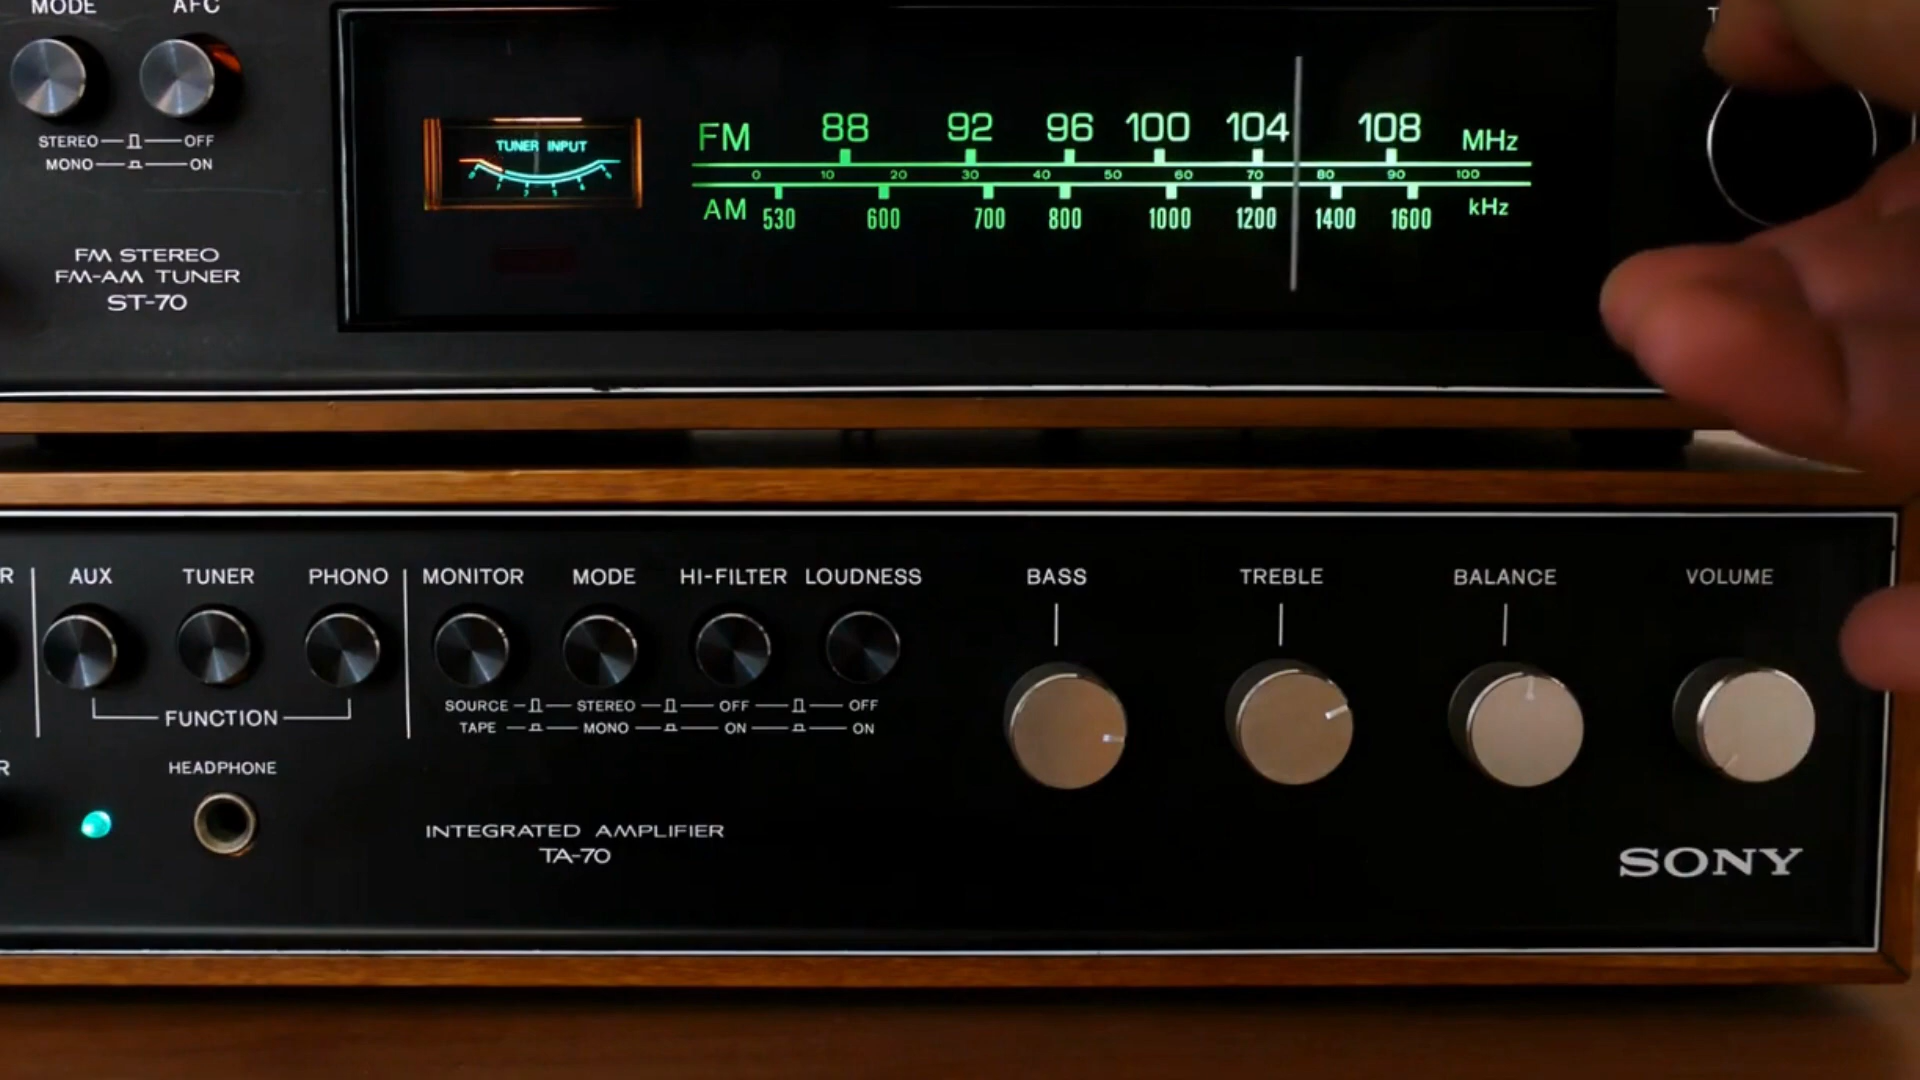 MODE AFC
STEREO OFF
MONO ON
FM STEREO
FM-AM TUNER
ST-70
TUNER INPUT
FM 88 92 96 100 104 108 MHz
0 10 20 30 40 50 60 70 80 90 100
AM 530 600 700 800 1000 1200 1400 1600 kHz
AUX TUNER PHONO MONITOR MODE HI-FILTER LOUDNESS BASS TREBLE BALANCE VOLUME
SOURCE STEREO OFF OFF
TAPE MONO ON ON
FUNCTION
HEADPHONE
INTEGRATED AMPLIFIER
TA-70
SONY